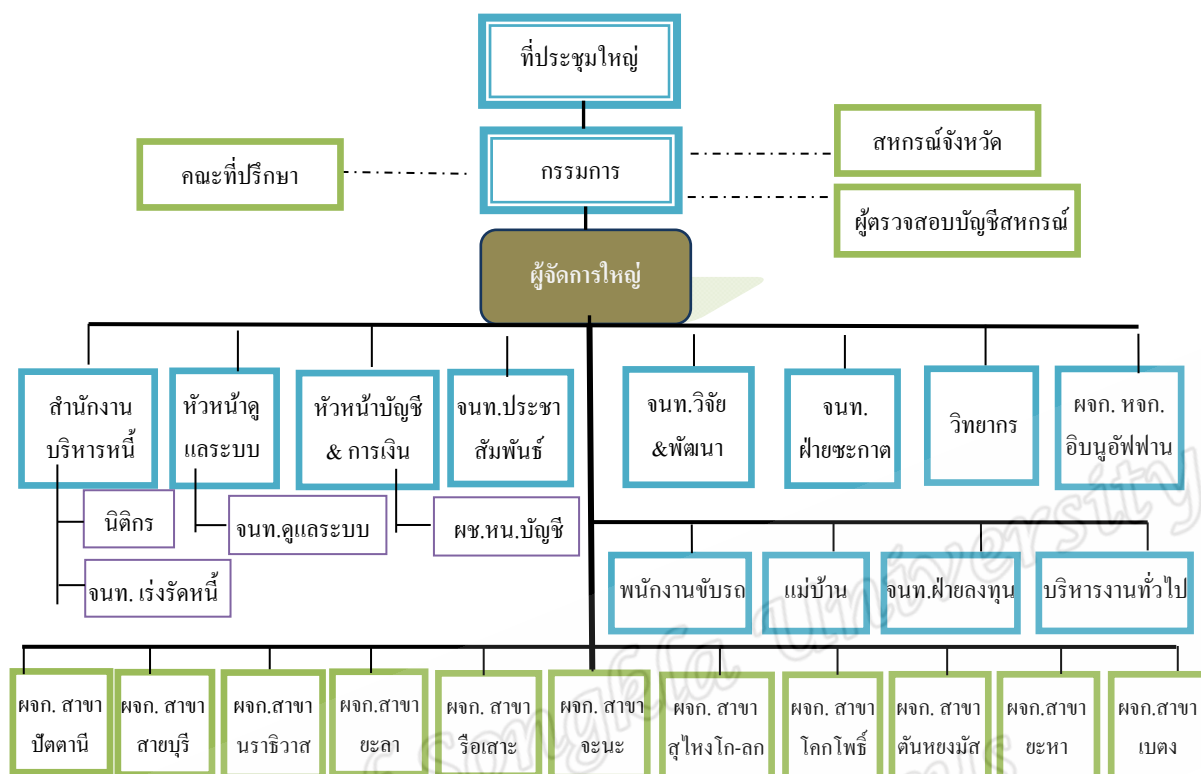 ที่ประชุมใหญ่
สหกรณ์จังหวัด
คณะที่ปรึกษา
กรรมการ
ผู้ตรวจสอบบัญชีสหกรณ์
ผู้จัดการใหญ่
สำนักงาน
บริหารหนี้
หัวหน้าดู
แลระบบ
หัวหน้าบัญชี
& การเงิน
จนท.ประชา
สัมพันธ์
จนท.วิจัย
&พัฒนา
จนท.
ฝ่ายซะกาต
วิทยากร
ผจก. หจก.
อิบนูอัฟฟาน
นิติกร
จนท.ดูแลระบบ
ผช.หน.บัญชี
จนท. เร่งรัดหนี้
พนักงานขับรถ
แม่บ้าน
จนท.ฝ่ายลงทุน
บริหารงานทั่วไป
ผจก. สาขา
ปัตตานี
ผจก. สาขา
สายบุรี
ผจก.สาขา
นราธิวาส
ผจก.สาขา
ยะลา
ผจก. สาขา
รือเสาะ
ผจก. สาขา
จะนะ
ผจก. สาขา
สุไหงโก-ลก
ผจก. สาขา
โคกโพธิ์
ผจก. สาขา
ตันหยงมัส
ผจก.สาขา
ยะหา
ผจก.สาขา
เบตง
Songkla University